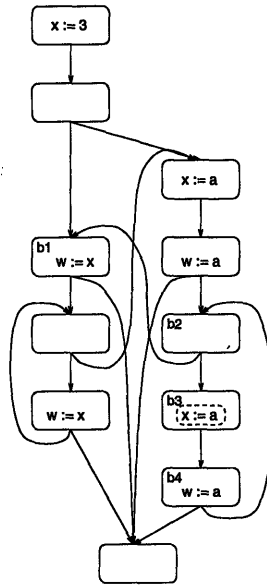 x := 3
x := a
b1
w := x
w := a
b2
w := x
b3
x := a
b4
w := a